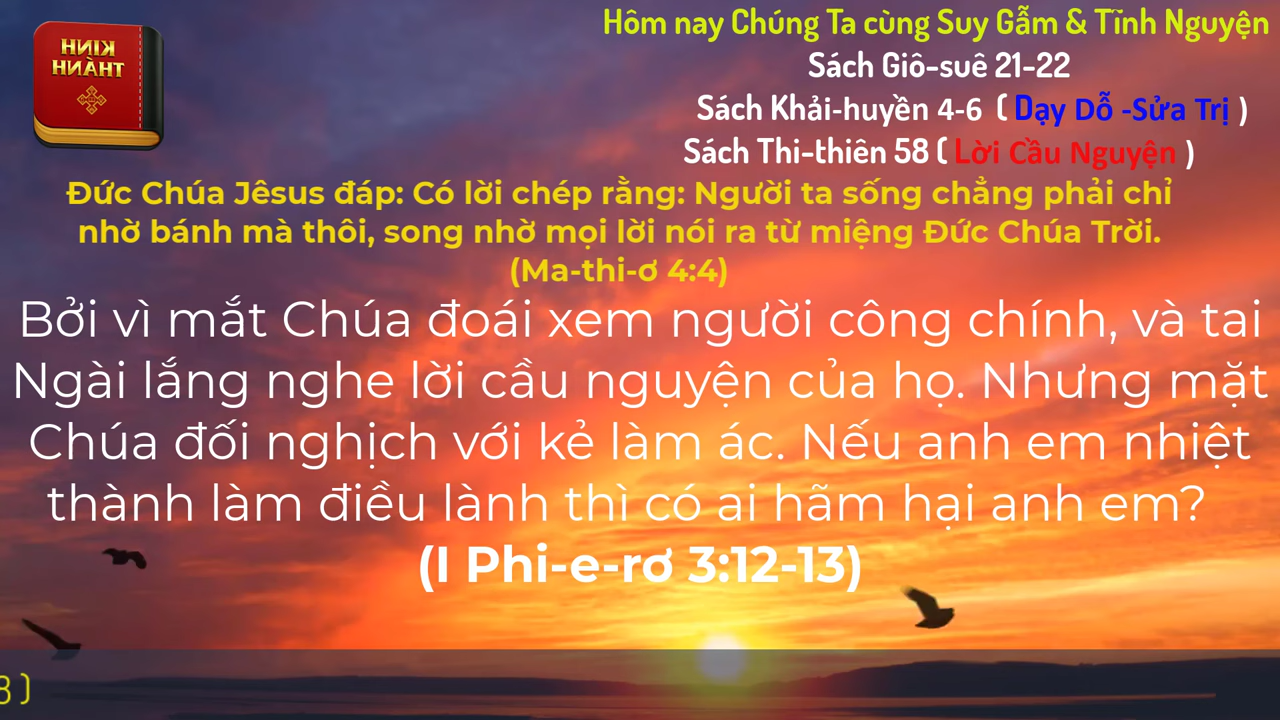 KINH
THÁNH
Hôm nay Chúng Ta cùng Suy Gẫm & Tĩnh Nguyện
Sách Giô-suê 21-22
Sách Khải-huyền 4-6 ( Dạy Dỗ -Sửa Trị )
Sách Thi-thiên 58 ( Lời Cầu Nguyện )
Đức Chúa Jêsus đáp: Có lời chép rằng: Người ta sống chẳng phải chỉ
nhờ bánh mà thôi, song nhờ mọi lời nói ra từ miệng Đức Chúa Trời.
(Ma-thi-ơ 4:4)
Bởi vì mắt Chúa đoái xem người công chính, và tai
Ngài lắng nghe lời cầu nguyện của họ. Nhưng mặt
Chúa đối nghịch với kẻ làm ác. Nếu anh em nhiệt
thành làm điều lành thì có ai hãm hại anh em?
(I Phi-e-rơ 3:12-13)